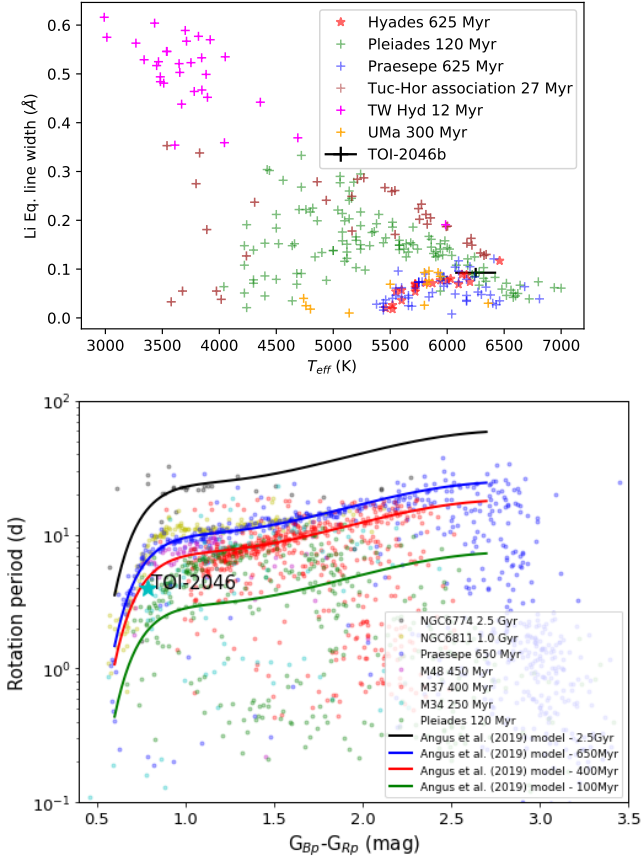 0.6
0.5
0.4
0.3
0.2
0.1
0.0
Li Eq. line width (Å)
Hyades 625 Myr
Pleiades 120 Myr
Praesepe 625 Myr
Tuc-Hor association 27 Myr
TW Hyd 12 Myr
UMa 300 Myr
TOI-2046b
3000 3500 4000 4500 5000 5500 6000 6500 7000
T_eff (K)
10^2
10^1
10^0
10^-1
Rotation period (d)
TOI-2046
NGC6774 2.5 Gyr
NGC6811 1.0 Gyr
Praesepe 650 Myr
M48 450 Myr
M37 400 Myr
M34 250 Myr
Pleiades 120 Myr
Angus et al. (2019) model - 2.5Gyr
Angus et al. (2019) model - 650Myr
Angus et al. (2019) model - 400Myr
Angus et al. (2019) model - 100Myr
0.5 1.0 1.5 2.0 2.5 3.0 3.5
G_Bp-G_Rp (mag)